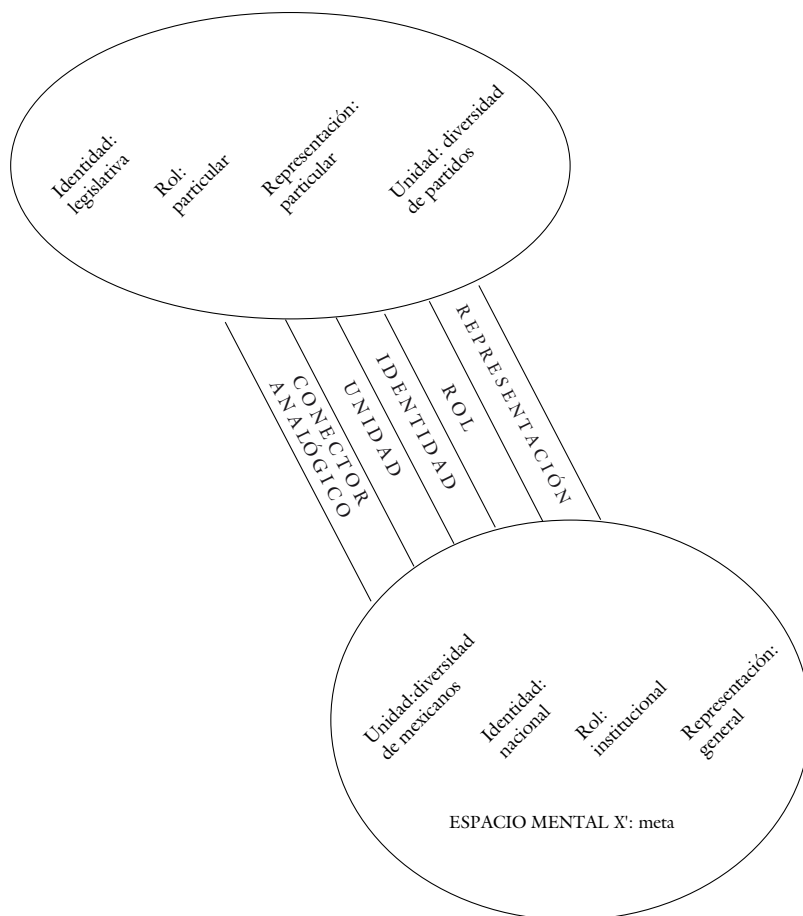 Identidad:
legislativa
Rol:
particular
Representación:
particular
Unidad: diversidad
de partidos
CONECTOR
ANALÓGICO
UNIDAD
IDENTIDAD
ROL
REPRESENTACIÓN
Unidad:diversidad
de mexicanos
Identidad:
nacional
Rol:
institucional
Representación:
general
ESPACIO MENTAL X': meta